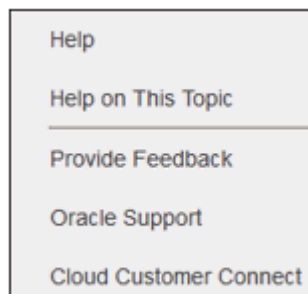 Help
Help on This Topic
Provide Feedback
Oracle Support
Cloud Customer Connect